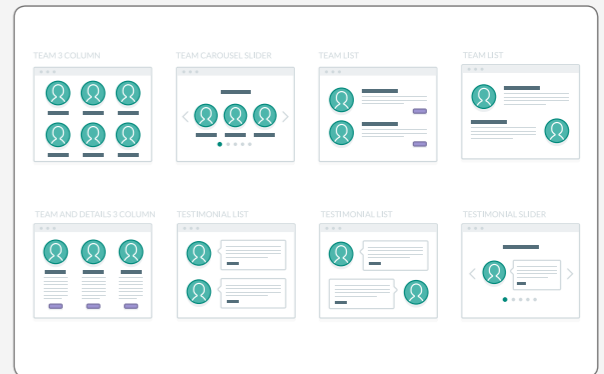 TEAM 3 COLUMN
TEAM CAROUSEL SLIDER
TEAM LIST
TEAM LIST
TEAM AND DETAILS 3 COLUMN
TESTIMONIAL LIST
TESTIMONIAL LIST
TESTIMONIAL SLIDER